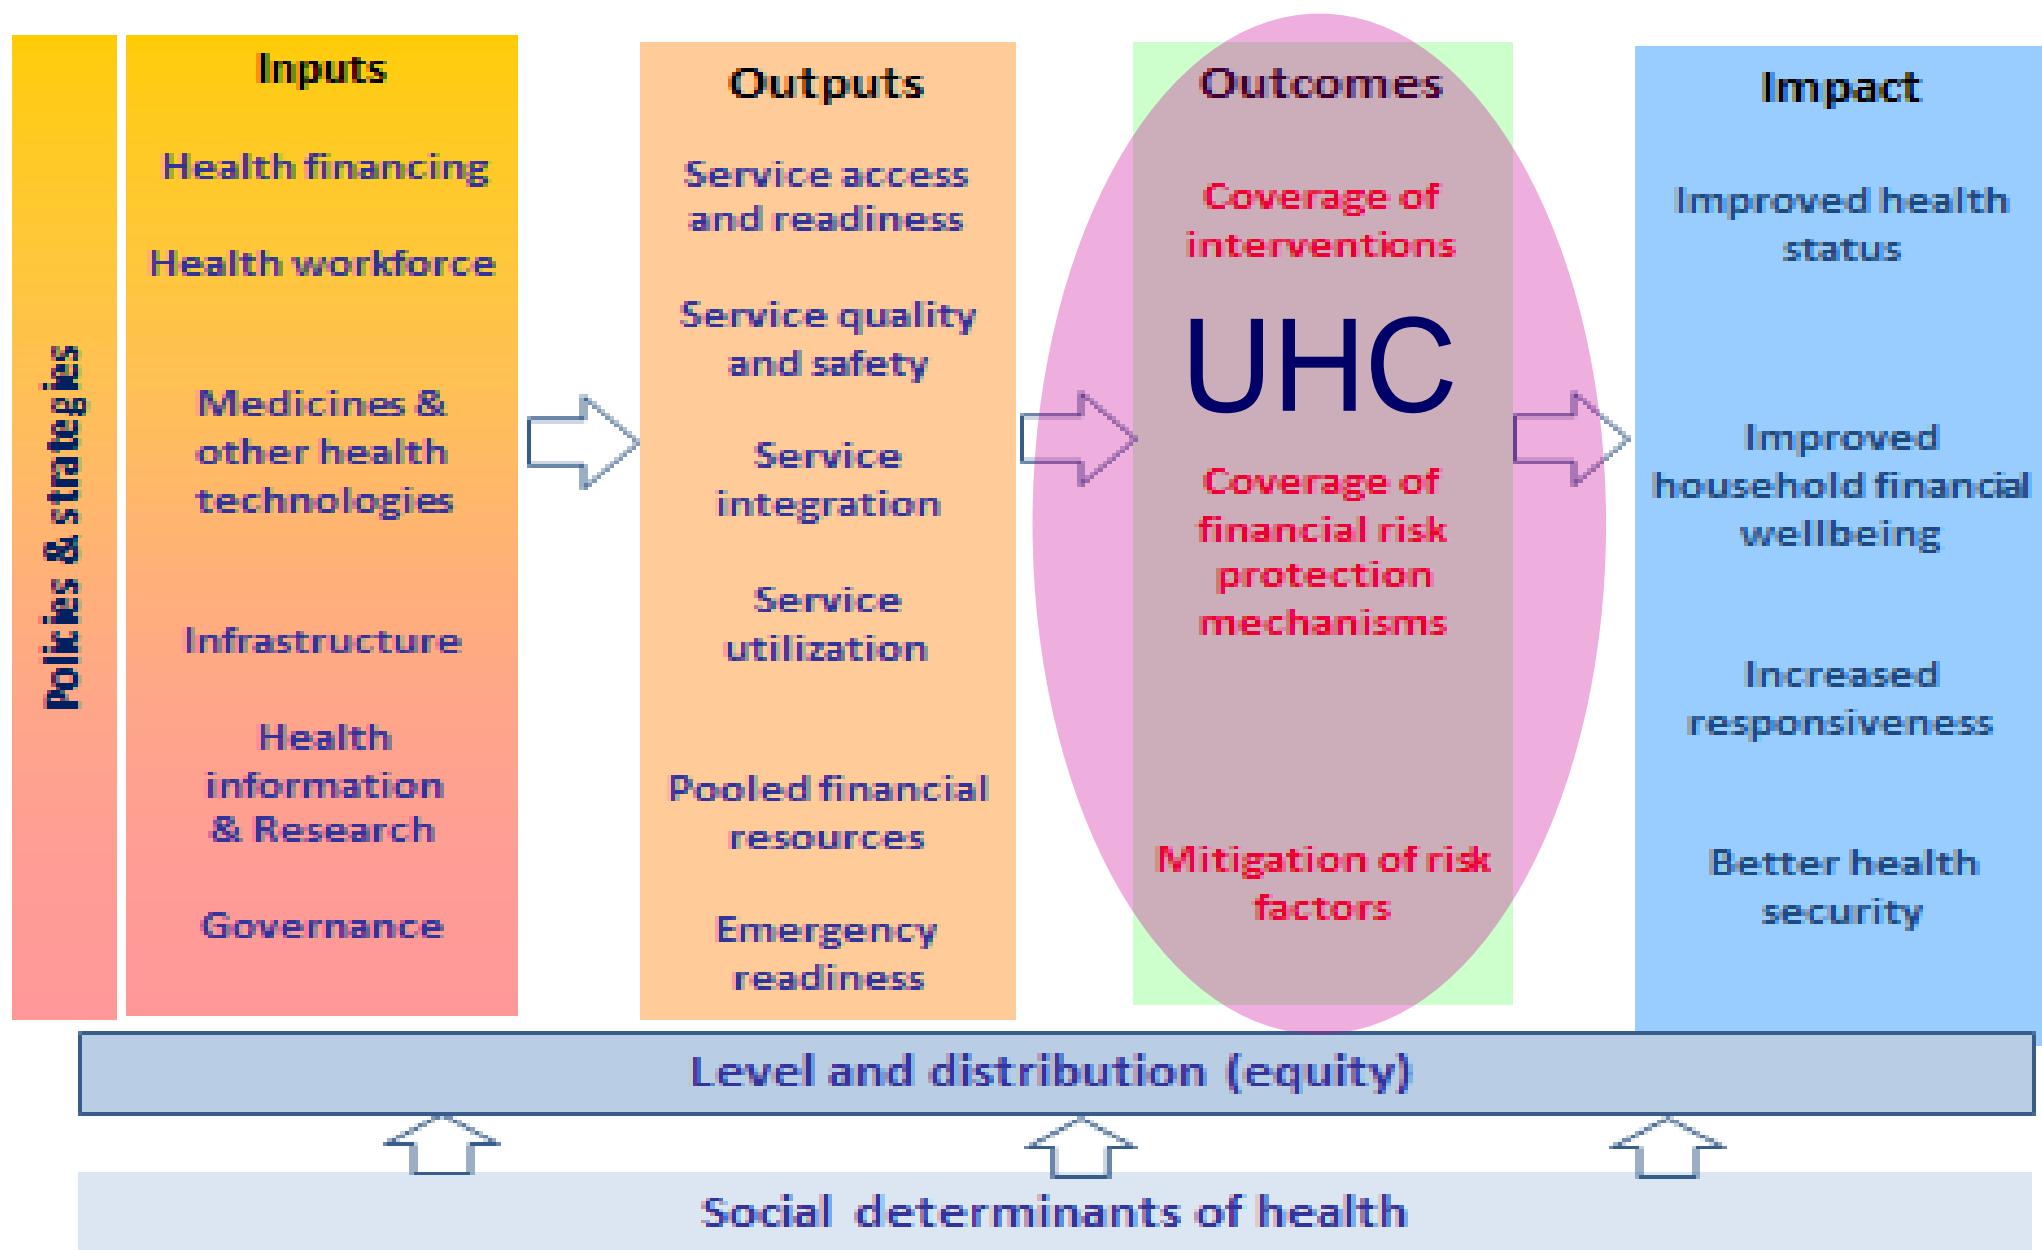 Policies & strategies
Inputs
Health financing
Health workforce
Medicines &
other health
technologies
Infrastructure
Health
information
& Research
Governance
Outputs
Service access
and readiness
Service quality
and safety
Service
integration
Service
utilization
Pooled financial
resources
Emergency
readiness
Outcomes
Coverage of
interventions
UHC
Coverage of
financial risk
protection
mechanisms
Mitigation of risk
factors
Impact
Improved health
status
Improved
household financial
wellbeing
Increased
responsiveness
Better health
security
Level and distribution (equity)
Social determinants of health